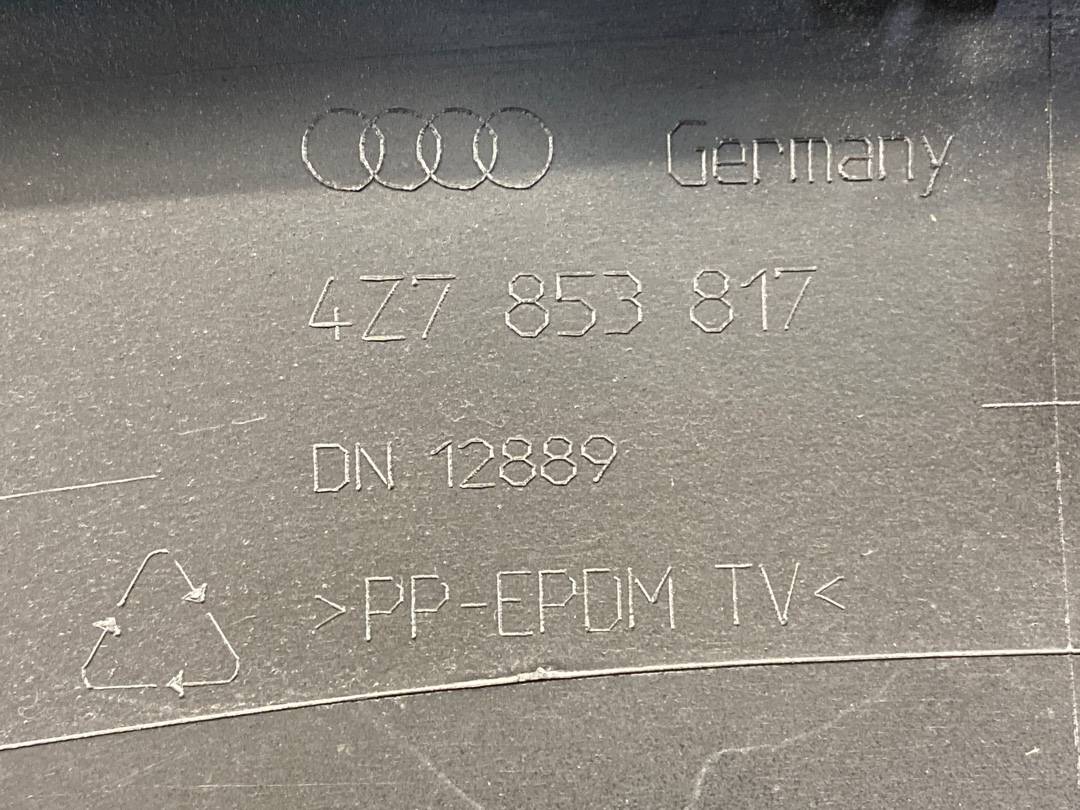 Germany
4Z7 853 817
DN 12889
>PP-EPDM TV<